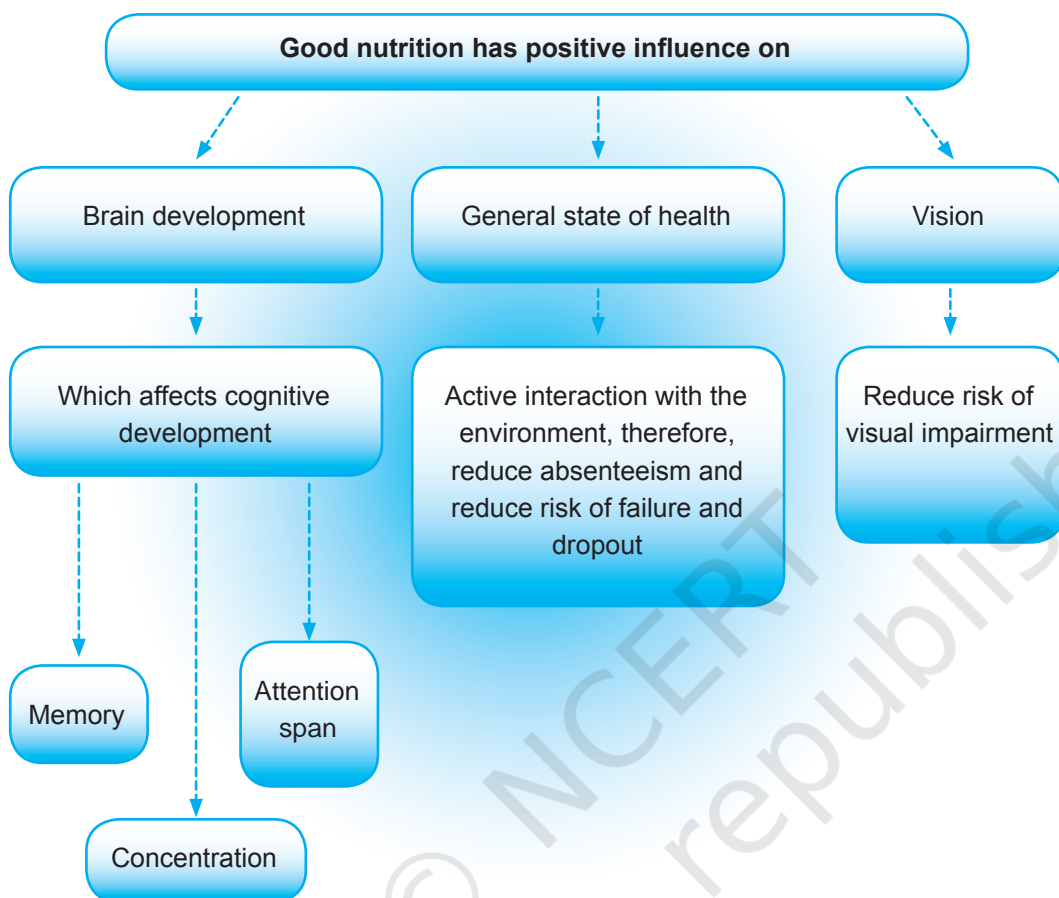 Good nutrition has positive influence on
Brain development
General state of health
Vision
Which affects cognitive
development
Active interaction with the
environment, therefore,
reduce absenteeism and
reduce risk of failure and
dropout
Reduce risk of
visual impairment
Memory
Attention
span
Concentration
© NCERT
republish